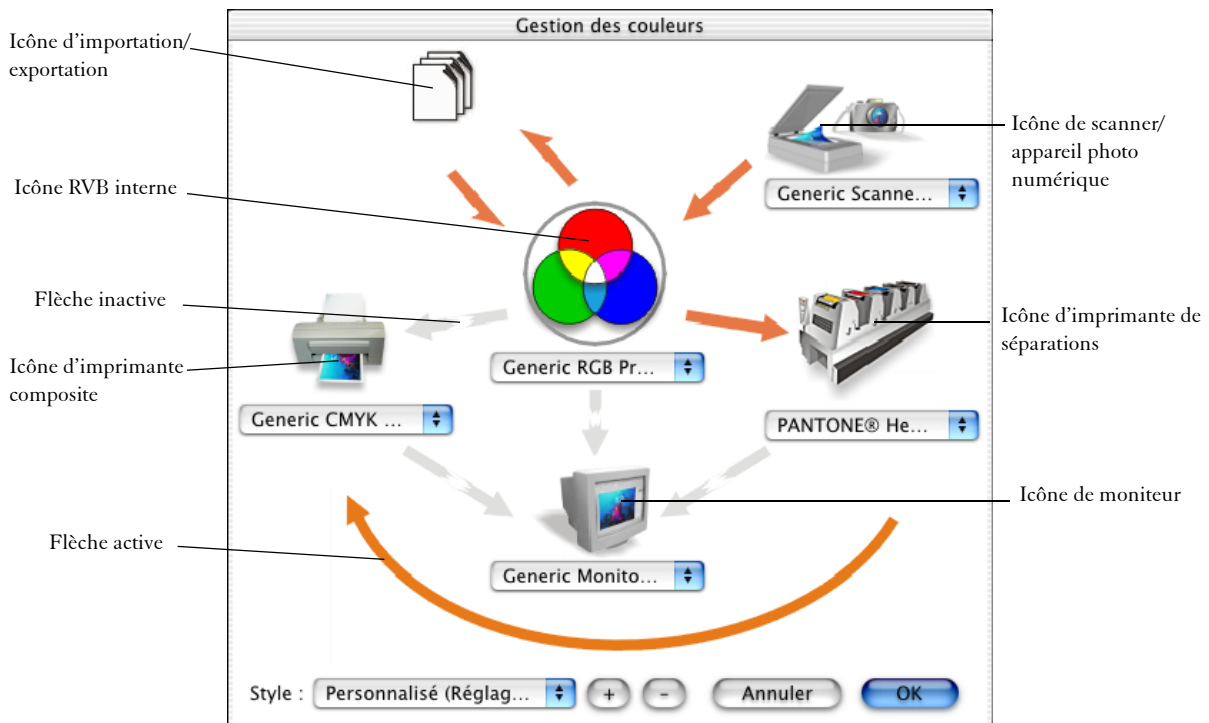 Gestion des couleurs
Icône d'importation/
exportation
Icône de scanner/
appareil photo
numérique
Icône RVB interne
Generic Scanne...
Flèche inactive
Icône d'imprimante de
séparations
Icône d'imprimante
composite
Generic RGB Pr...
Generic CMYK ...
PANTONE® He...
Icône de moniteur
Flèche active
Generic Monito...
Style :
Personnalisé (Réglag...
+
-
Annuler
OK